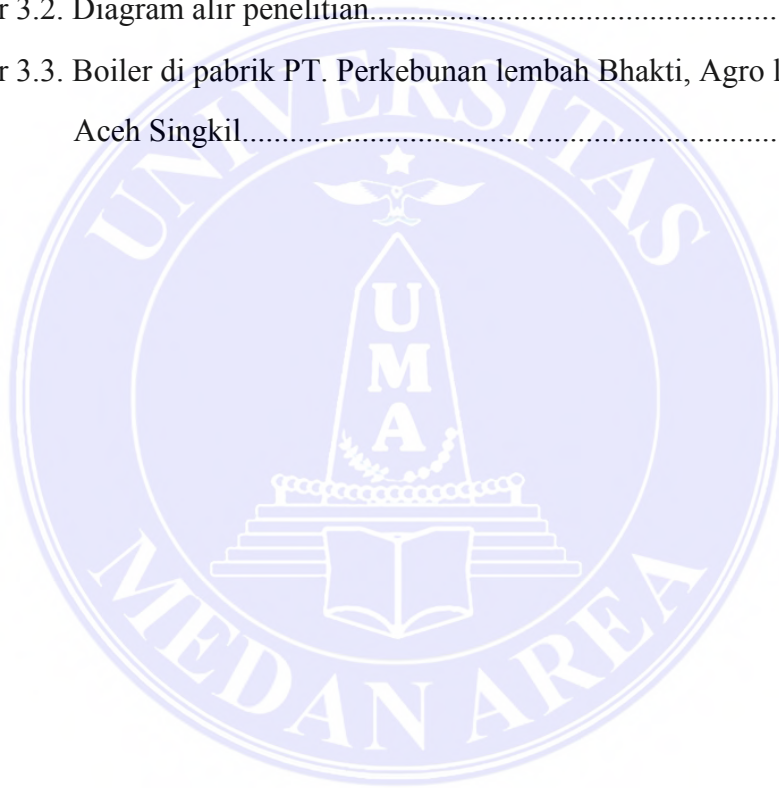 r 3.2. Diagram alir penelitian
r 3.3. Boiler di pabrik PT. Perkebunan lembah Bhakti, Agro l
Aceh Singkil
UNIVERSITAS
UMA
MEDAN AREA